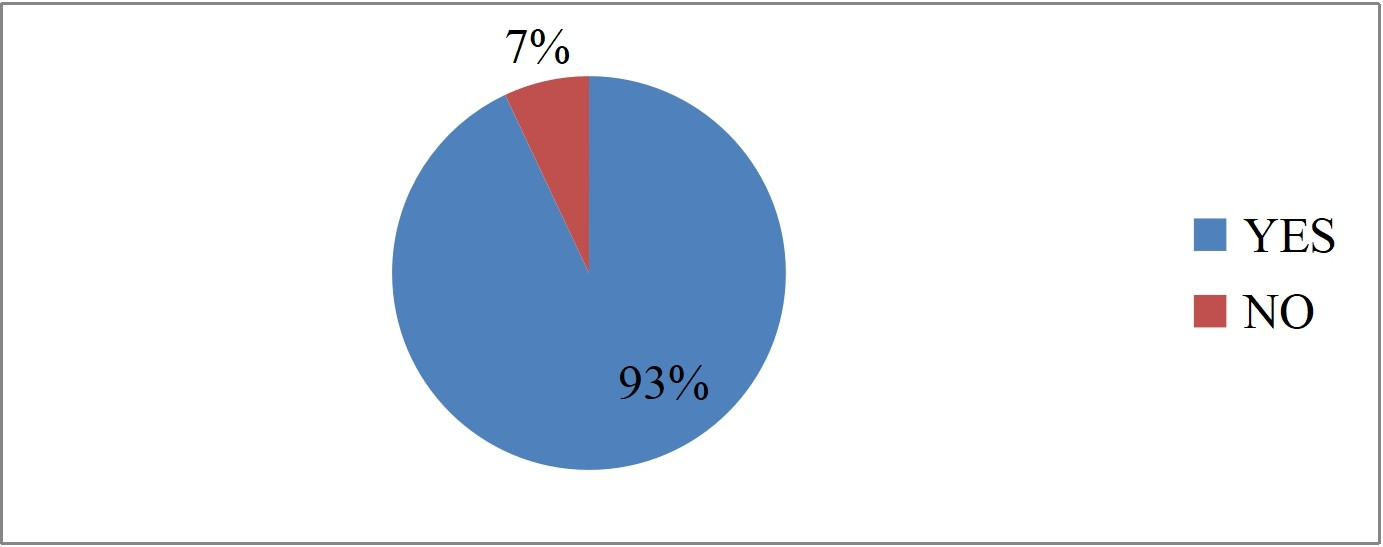 7%
93%
YES
NO